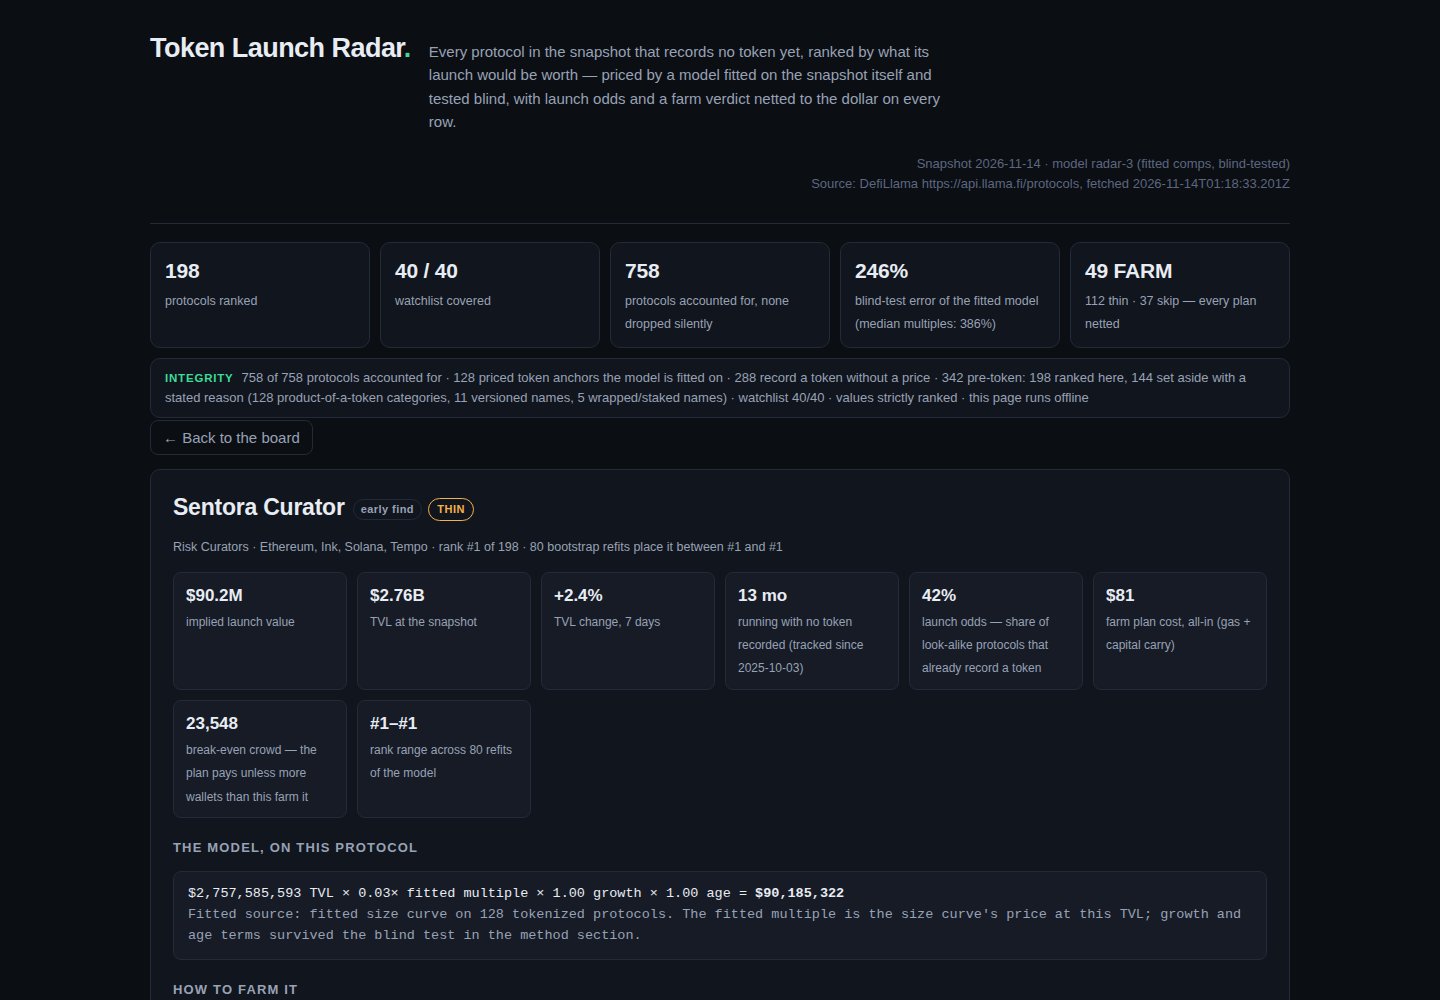 Token Launch Radar.
Every protocol in the snapshot that records no token yet, ranked by what its
launch would be worth — priced by a model fitted on the snapshot itself and
tested blind, with launch odds and a farm verdict netted to the dollar on every
row.
Snapshot 2026-11-14 · model radar-3 (fitted comps, blind-tested)
Source: DefiLlama https://api.llama.fi/protocols, fetched 2026-11-14T01:18:33.201Z
198
protocols ranked
40 / 40
watchlist covered
758
protocols accounted for, none
dropped silently
246%
blind-test error of the fitted model
(median multiples: 386%)
49 FARM
112 thin · 37 skip — every plan
netted
INTEGRITY 758 of 758 protocols accounted for · 128 priced token anchors the model is fitted on · 288 record a token without a price · 342 pre-token: 198 ranked here, 144 set aside with a
stated reason (128 product-of-a-token categories, 11 versioned names, 5 wrapped/staked names) · watchlist 40/40 · values strictly ranked · this page runs offline
← Back to the board
Sentora Curator early find THIN
Risk Curators · Ethereum, Ink, Solana, Tempo · rank #1 of 198 · 80 bootstrap refits place it between #1 and #1
$90.2M
implied launch value
$2.76B
TVL at the snapshot
+2.4%
TVL change, 7 days
13 mo
running with no token
recorded (tracked since
2025-10-03)
42%
launch odds — share of
look-alike protocols that
already record a token
$81
farm plan cost, all-in (gas +
capital carry)
23,548
break-even crowd — the
plan pays unless more
wallets than this farm it
#1–#1
rank range across 80 refits
of the model
THE MODEL, ON THIS PROTOCOL
$2,757,585,593 TVL × 0.03× fitted multiple × 1.00 growth × 1.00 age = $90,185,322
Fitted source: fitted size curve on 128 tokenized protocols. The fitted multiple is the size curve's price at this TVL; growth and
age terms survived the blind test in the method section.
HOW TO FARM IT